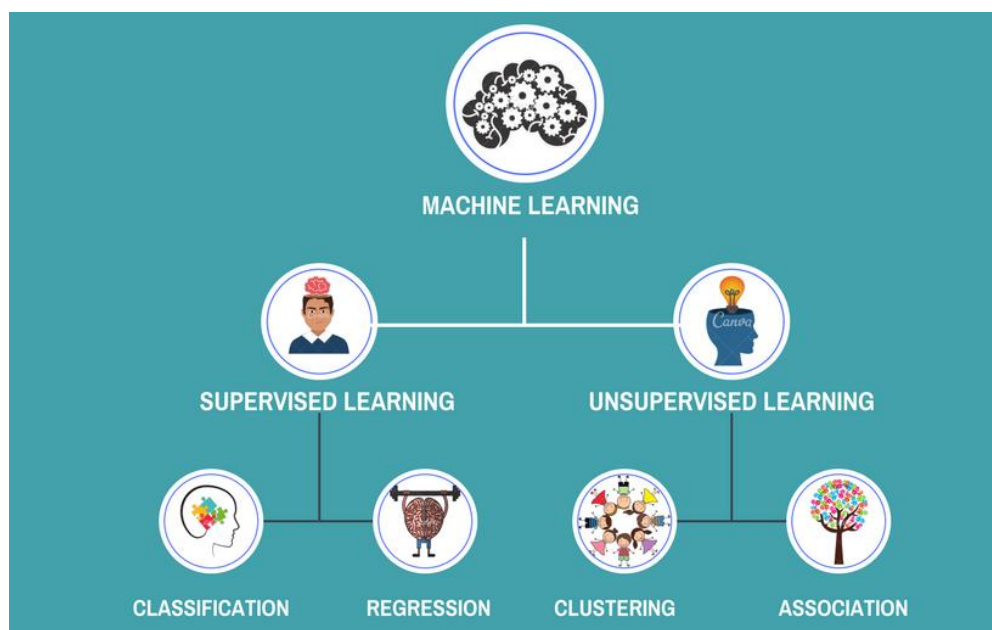 MACHINE LEARNING
Canva
SUPERVISED LEARNING
UNSUPERVISED LEARNING
CLASSIFICATION
REGRESSION
CLUSTERING
ASSOCIATION